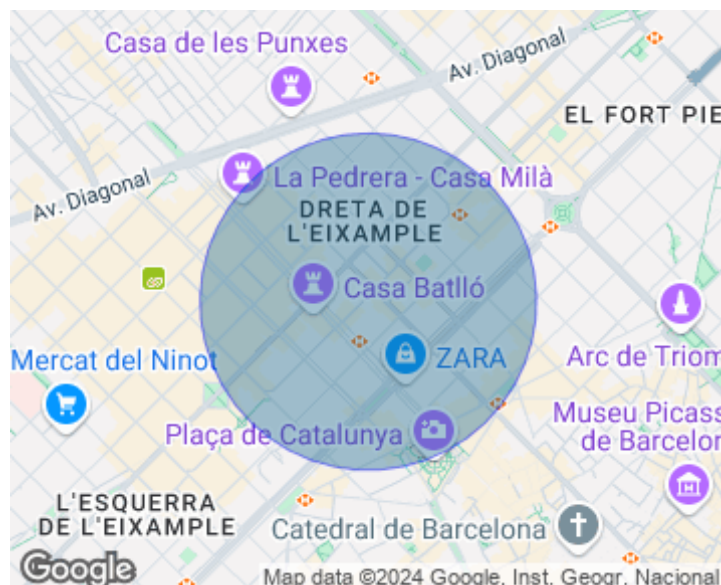 Casa de les Punxes
Av. Diagonal
EL FORT PIE
La Pedrera - Casa Milà
Av. Diagonal
DRETA DE
L'EIXAMPLE
Casa Batlló
ZARA
Mercat del Ninot
Arc de Triom
Plaça de Catalunya
Museu Picass
de Barcelon
L'ESQUERRA
DE L'EIXAMPLE
Catedral de Barcelona
Google
Map data ©2024 Google, Inst. Geogr. Nacional